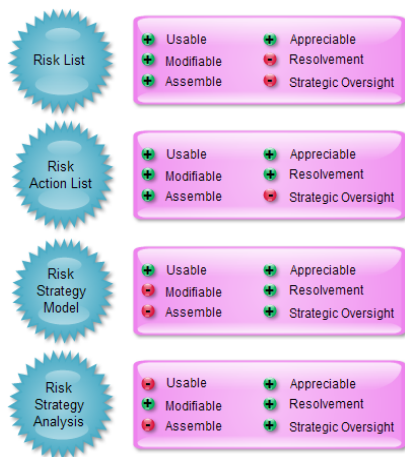 Risk List
Usable
Appreciable
Modifiable
Resolvement
Assemble
Strategic Oversight
Risk
Action List
Usable
Appreciable
Modifiable
Resolvement
Assemble
Strategic Oversight
Risk
Strategy
Model
Usable
Appreciable
Modifiable
Resolvement
Assemble
Strategic Oversight
Risk
Strategy
Analysis
Usable
Appreciable
Modifiable
Resolvement
Assemble
Strategic Oversight